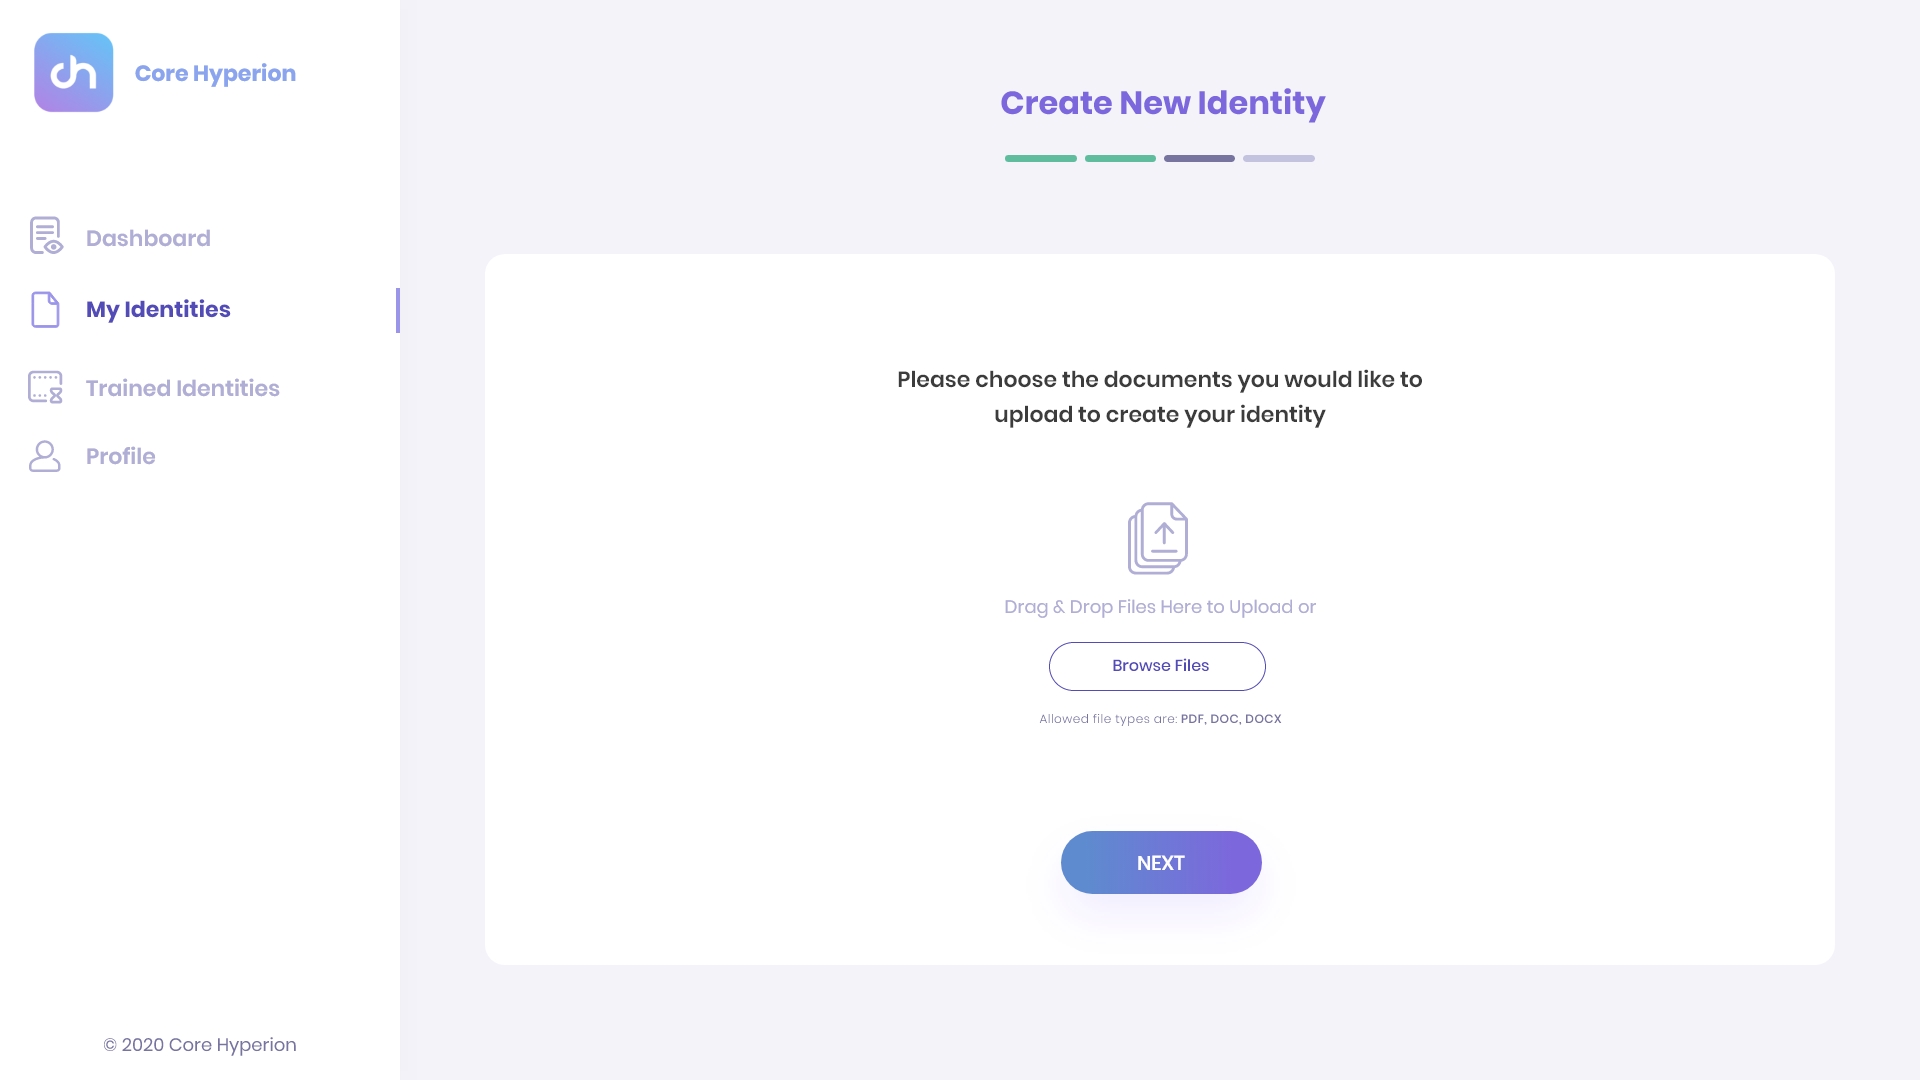 Core Hyperion
Dashboard
My Identities
Trained Identities
Profile
© 2020 Core Hyperion
Create New Identity
Please choose the documents you would like to
upload to create your identity
Drag & Drop Files Here to Upload or
Browse Files
Allowed file types are: PDF, DOC, DOCX
NEXT